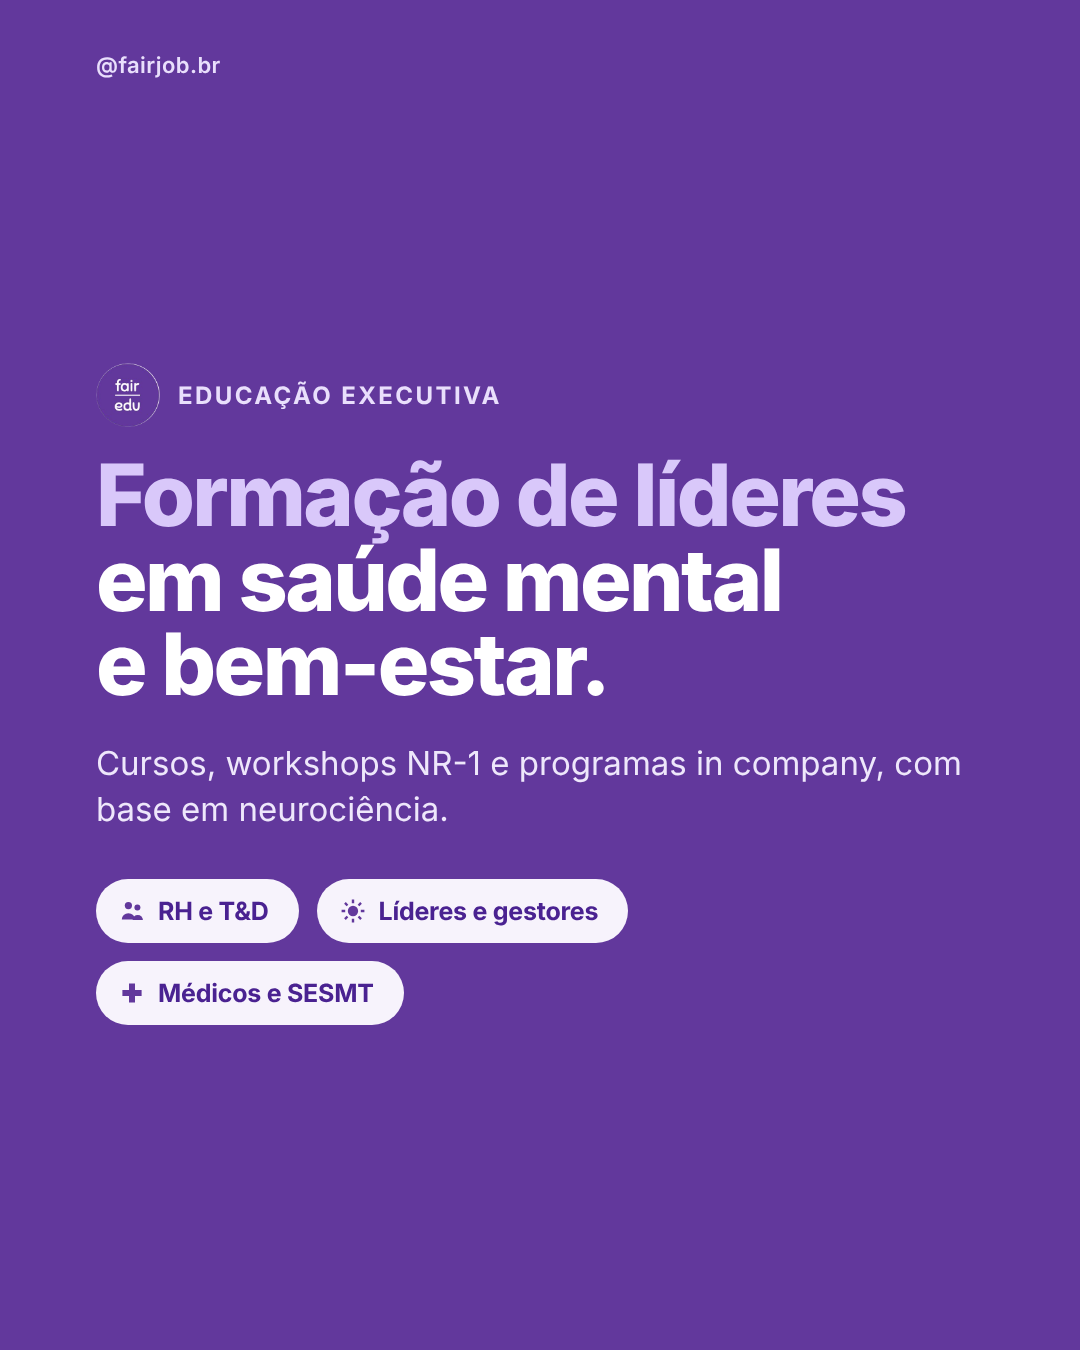 @fairjob.br
fair
edu
EDUCAÇÃO EXECUTIVA
Formação de líderes
em saúde mental
e bem-estar.
Cursos, workshops NR-1 e programas in company, com
base em neurociência.
RH e T&D
Líderes e gestores
Médicos e SESMT